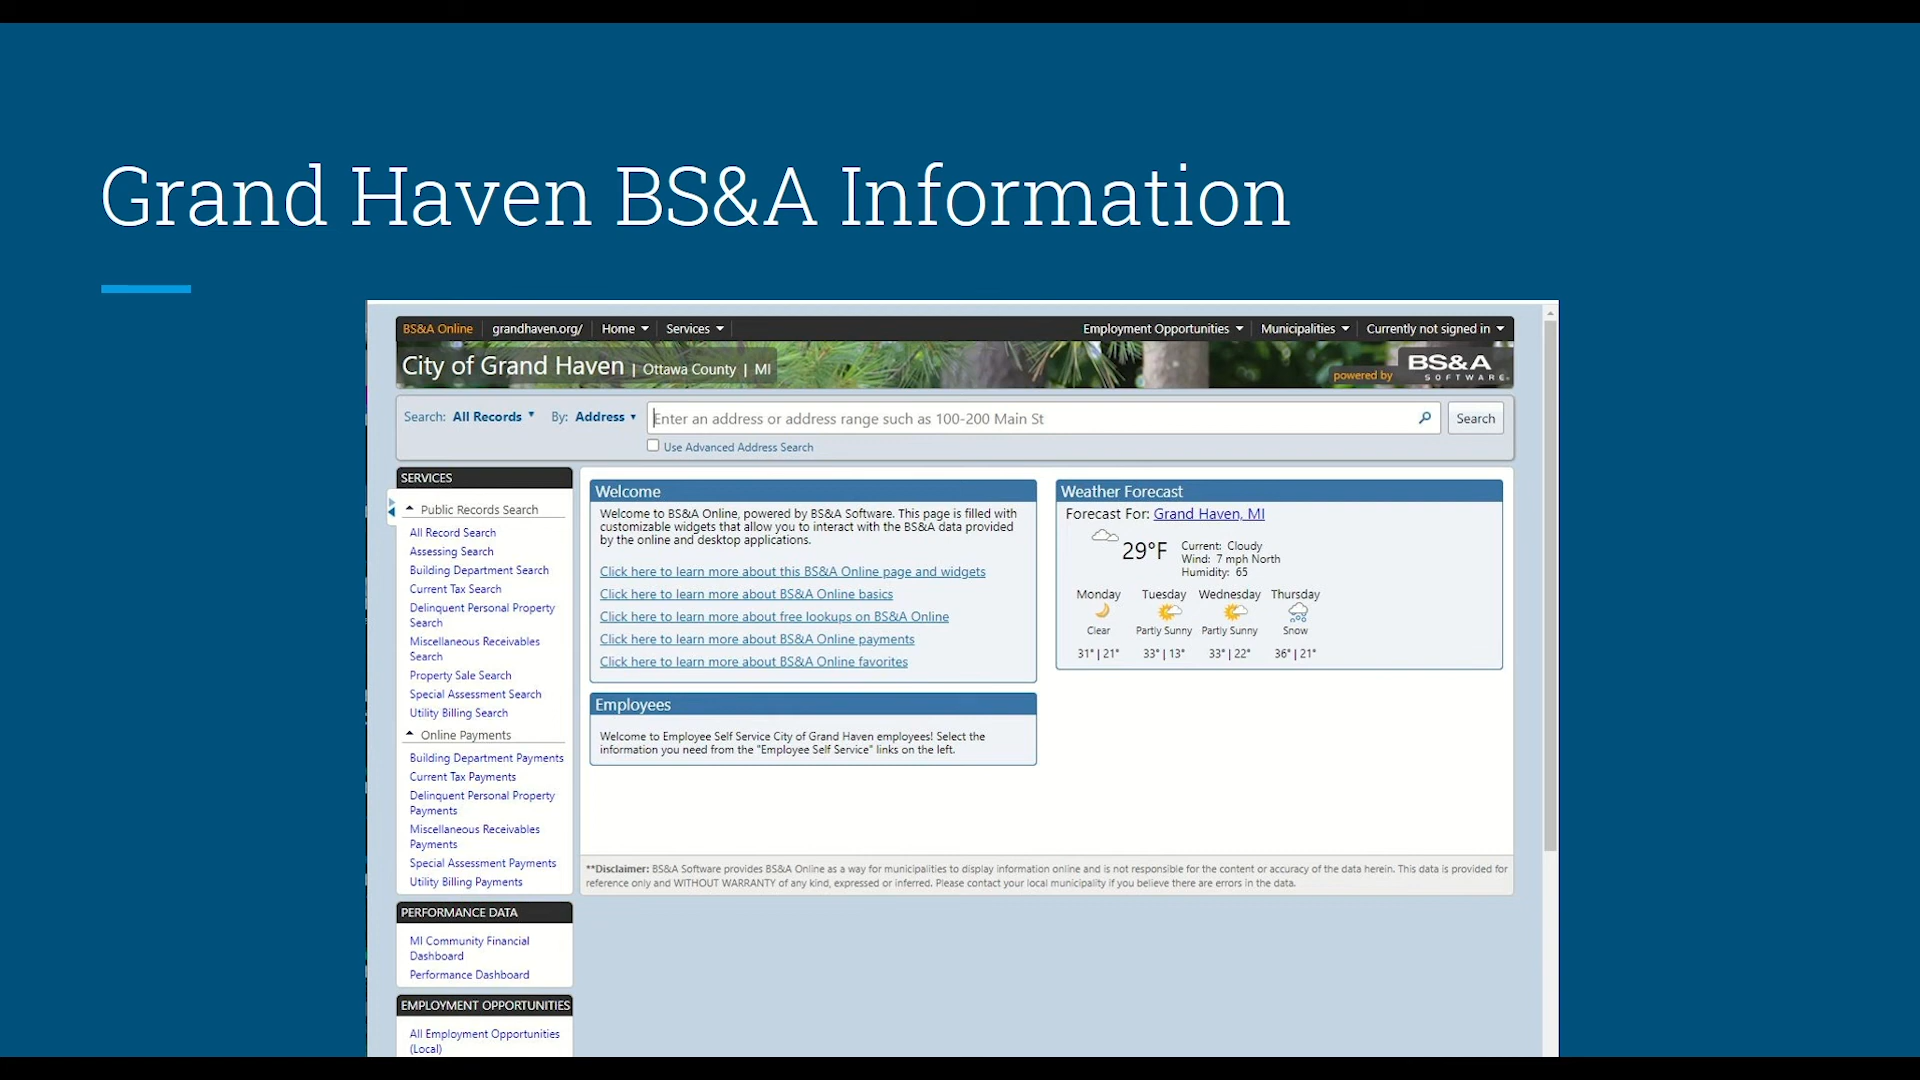 Grand Haven BS&A Information
BS&A Online grandhaven.org/ Home Services Employment Opportunities Municipalities Currently not signed in
City of Grand Haven | Ottawa County | MI
powered by BS&A SOFTWARE
Search: All Records By: Address Enter an address or address range such as 100-200 Main St Search
Use Advanced Address Search
SERVICES
Public Records Search
All Record Search
Assessing Search
Building Department Search
Current Tax Search
Delinquent Personal Property
Search
Miscellaneous Receivables
Search
Property Sale Search
Special Assessment Search
Utility Billing Search
Online Payments
Building Department Payments
Current Tax Payments
Delinquent Personal Property
Payments
Miscellaneous Receivables
Payments
Special Assessment Payments
Utility Billing Payments
PERFORMANCE DATA
MI Community Financial
Dashboard
Performance Dashboard
EMPLOYMENT OPPORTUNITIES
All Employment Opportunities
(Local)
Welcome
Welcome to BS&A Online, powered by BS&A Software. This page is filled with
customizable widgets that allow you to interact with the BS&A data provided
by the online and desktop applications.
Click here to learn more about this BS&A Online page and widgets
Click here to learn more about BS&A Online basics
Click here to learn more about free lookups on BS&A Online
Click here to learn more about BS&A Online payments
Click here to learn more about BS&A Online favorites
Employees
Welcome to Employee Self Service City of Grand Haven employees! Select the
information you need from the "Employee Self Service" links on the left.
Weather Forecast
Forecast For: Grand Haven, MI
29°F
Current: Cloudy
Wind: 7 mph North
Humidity: 65
Monday Tuesday Wednesday Thursday
Clear Partly Sunny Partly Sunny Snow
31° | 21° 33° | 13° 33° | 22° 36° | 21°
**Disclaimer: BS&A Software provides BS&A Online as a way for municipalities to display information online and is not responsible for the content or accuracy of the data herein. This data is provided for
reference only and WITHOUT WARRANTY of any kind, expressed or inferred. Please contact your local municipality if you believe there are errors in the data.